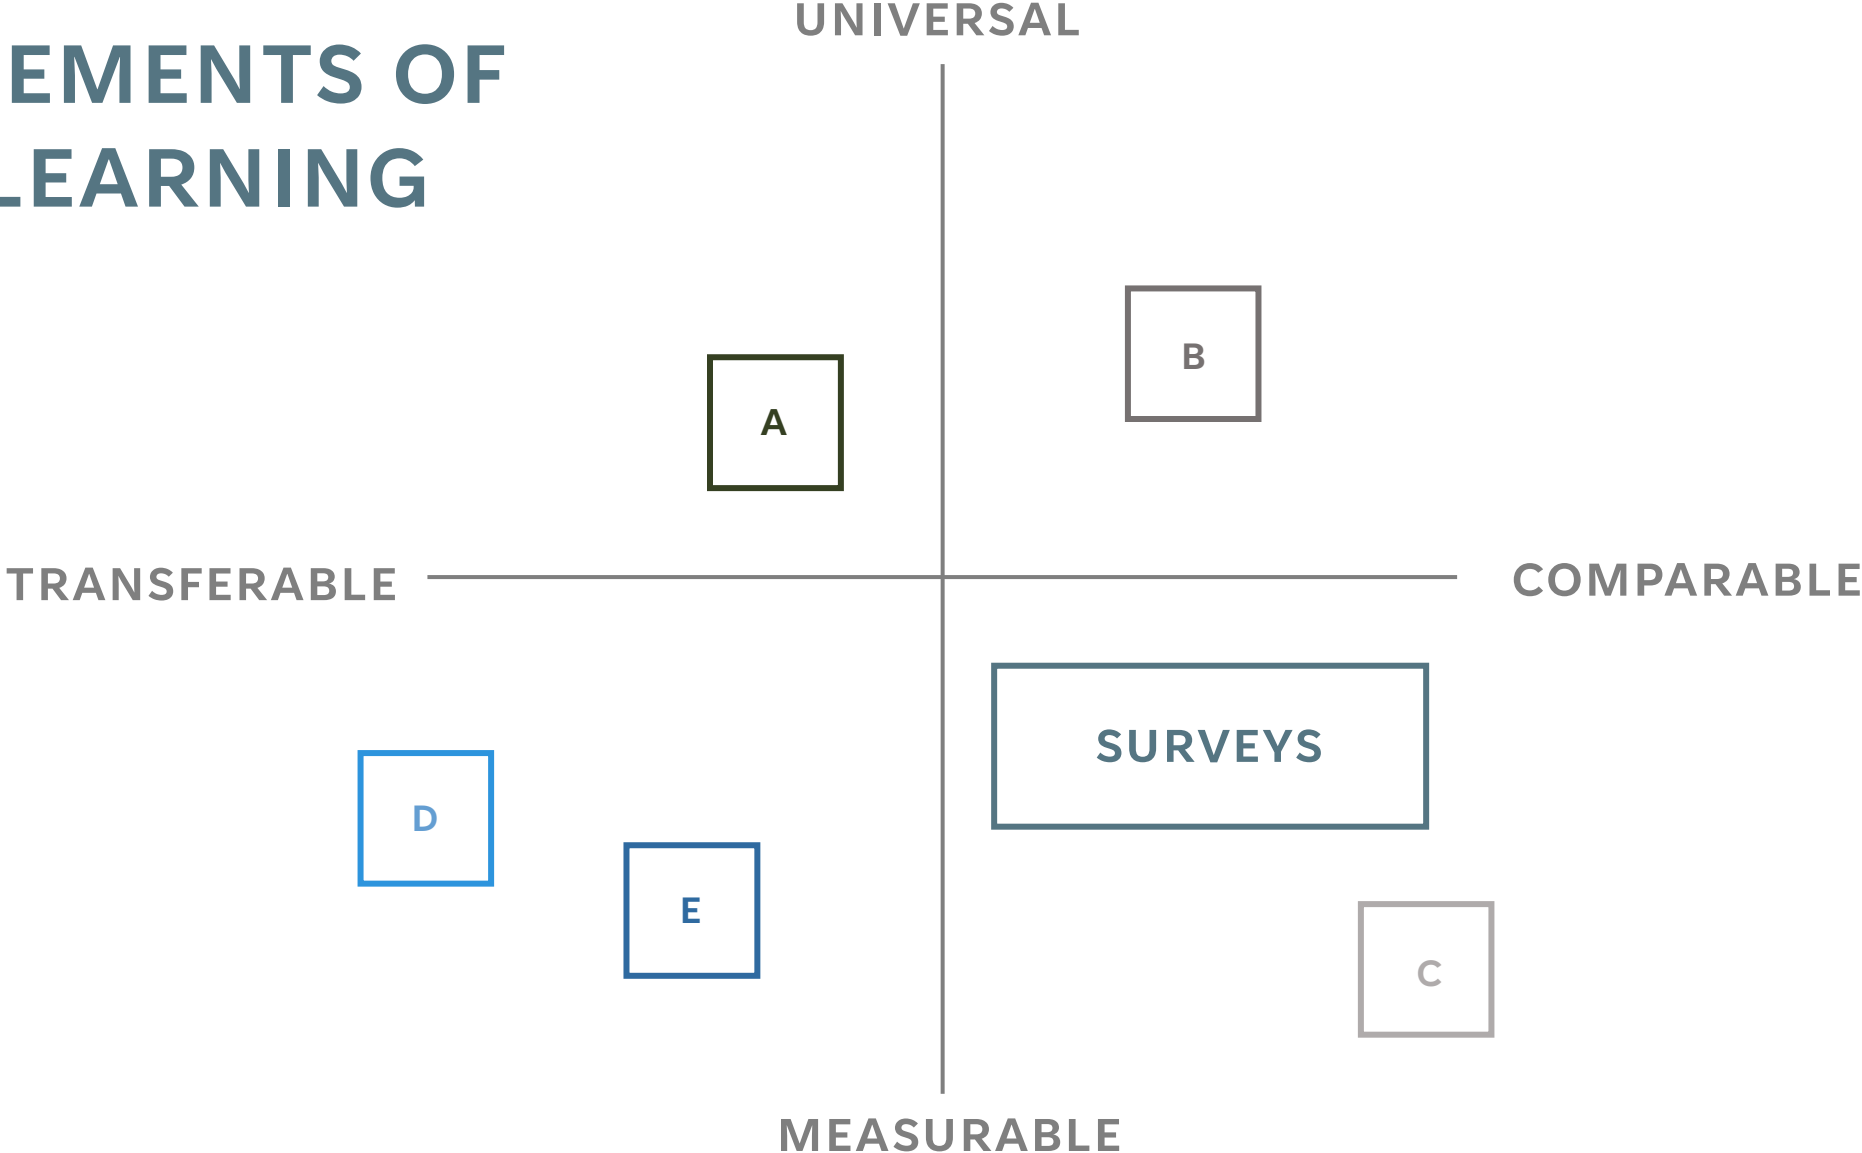 UNIVERSAL
EMENTS OF
LEARNING
B
A
TRANSFERABLE
COMPARABLE
SURVEYS
D
E
C
MEASURABLE